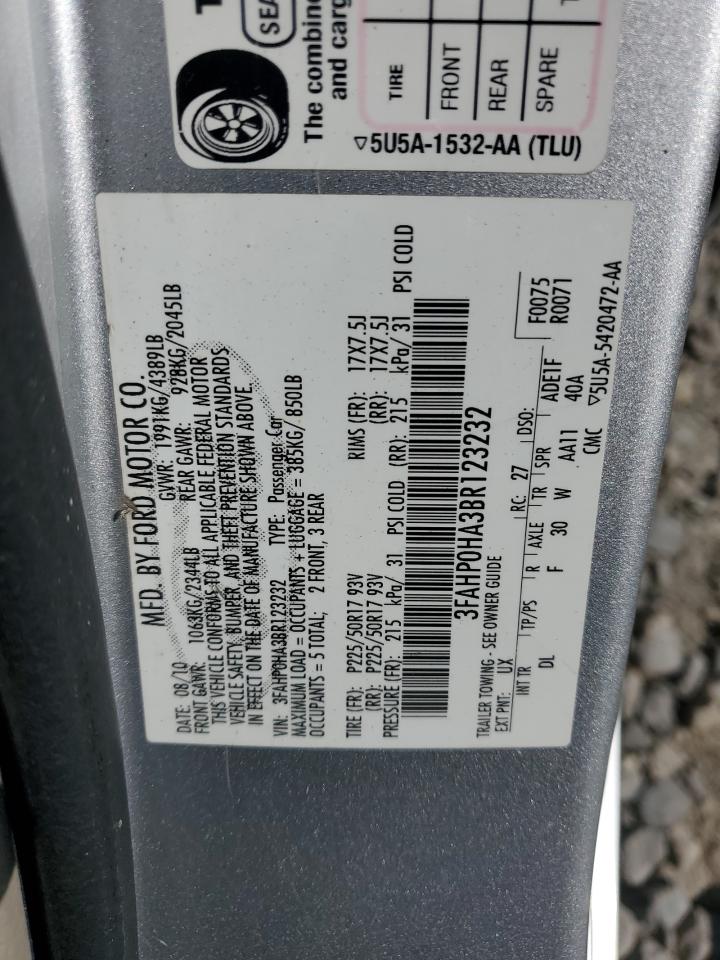 T
SEA
The combine
and carg
TIRE
FRONT
REAR
SPARE
T
▽5U5A-1532-AA (TLU)
MFD. BY FORD MOTOR CO.
DATE: 08/10 GVWR: 1991KG/4389LB
FRONT GAWR: 1063KG/2344LB REAR GAWR: 928KG/2045LB
THIS VEHICLE CONFORMS TO ALL APPLICABLE FEDERAL MOTOR
VEHICLE SAFETY, BUMPER, AND THEFT PREVENTION STANDARDS
IN EFFECT ON THE DATE OF MANUFACTURE SHOWN ABOVE.
VIN: 3FAHP0HA3BR123232 TYPE: Passenger Car
MAXIMUM LOAD = OCCUPANTS + LUGGAGE = 385KG/ 850LB
OCCUPANTS = 5 TOTAL; 2 FRONT, 3 REAR
TIRE (FR): P225/50R17 93V RIMS (FR): 17X7.5J
(RR): P225/50R17 93V (RR): 17X7.5J
PRESSURE (FR): 215 kPa/ 31 PSI COLD (RR): 215 kPa/ 31 PSI COLD
3FAHP0HA3BR123232
TRAILER TOWING - SEE OWNER GUIDE
EXT PNT: UX RC: 27 DSO: F0075
R0071
INT TR TP/PS R AXLE TR SPR ADE1F
DL F 30 W AA11 40A
CMC ▽5U5A-5420472-AA